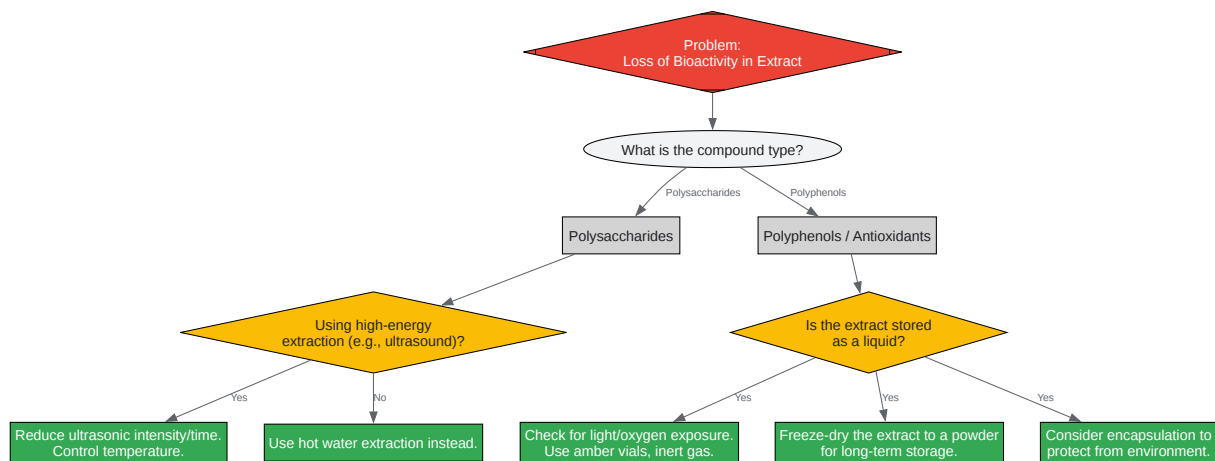 Problem:
Loss of Bioactivity in Extract
What is the compound type?
Polysaccharides
Polyphenols
Polysaccharides
Polyphenols / Antioxidants
Using high-energy
extraction (e.g., ultrasound)?
Is the extract stored
as a liquid?
Yes
No
Yes
Yes
Yes
Reduce ultrasonic intensity/time.
Control temperature.
Use hot water extraction instead.
Check for light/oxygen exposure.
Use amber vials, inert gas.
Freeze-dry the extract to a powder
for long-term storage.
Consider encapsulation to
protect from environment.